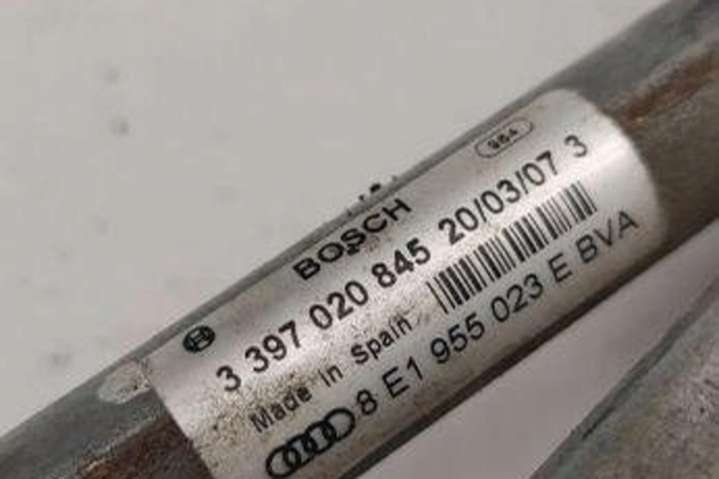 BOSCH
3 397 020 845 20/03/07 3
Made in Spain
8 E1 955 023 E BVA